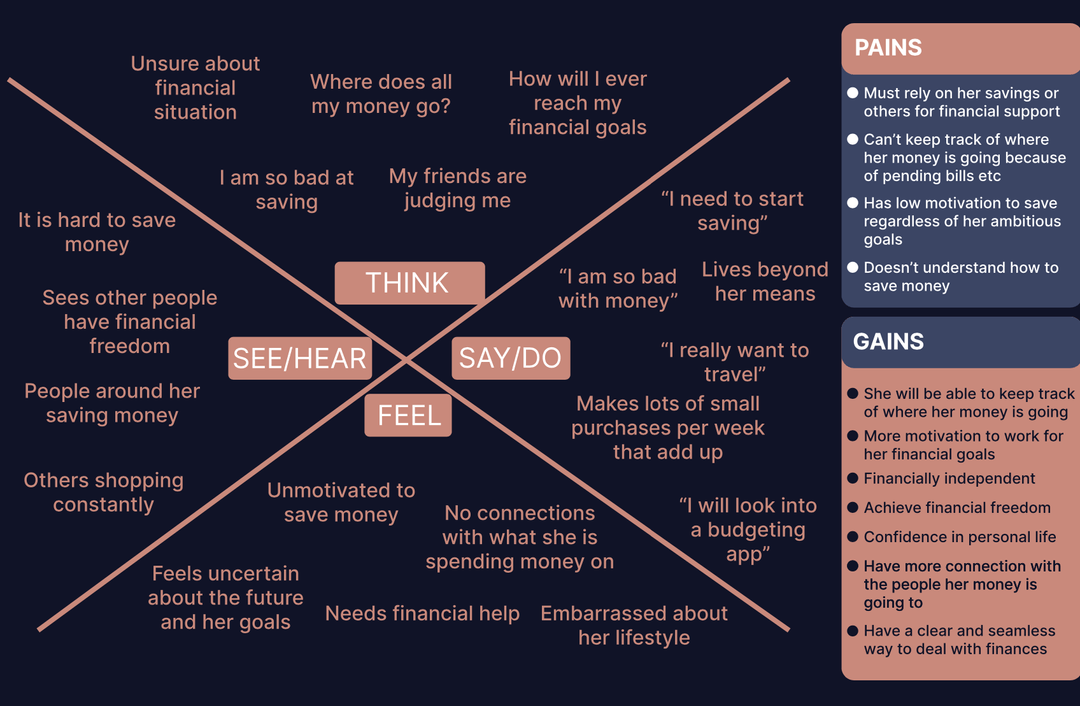 Unsure about
financial
situation
Where does all
my money go?
How will I ever
reach my
financial goals
I am so bad at
saving
My friends are
judging me
THINK
It is hard to save
money
Sees other people
have financial
freedom
SEE/HEAR
People around her
saving money
Others shopping
constantly
“I need to start
saving”
“I am so bad
with money”
Lives beyond
her means
SAY/DO
“I really want to
travel”
Makes lots of small
purchases per week
that add up
“I will look into
a budgeting
app”
FEEL
Unmotivated to
save money
No connections
with what she is
spending money on
Feels uncertain
about the future
and her goals
Needs financial help
Embarrassed about
her lifestyle
PAINS
Must rely on her savings or
others for financial support
Can’t keep track of where
her money is going because
of pending bills etc
Has low motivation to save
regardless of her ambitious
goals
Doesn’t understand how to
save money
GAINS
She will be able to keep track
of where her money is going
More motivation to work for
her financial goals
Financially independent
Achieve financial freedom
Confidence in personal life
Have more connection with
the people her money is
going to
Have a clear and seamless
way to deal with finances